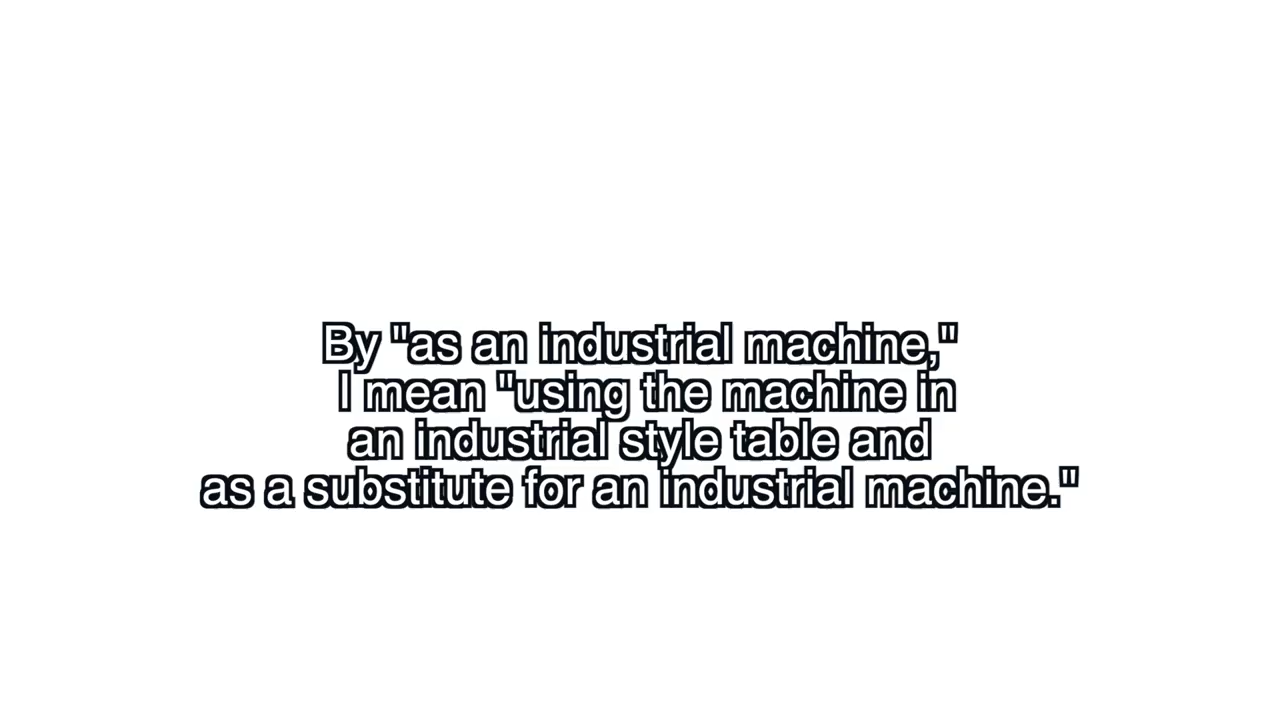 By "as an industrial machine,"
I mean "using the machine in
an industrial style table and
as a substitute for an industrial machine."